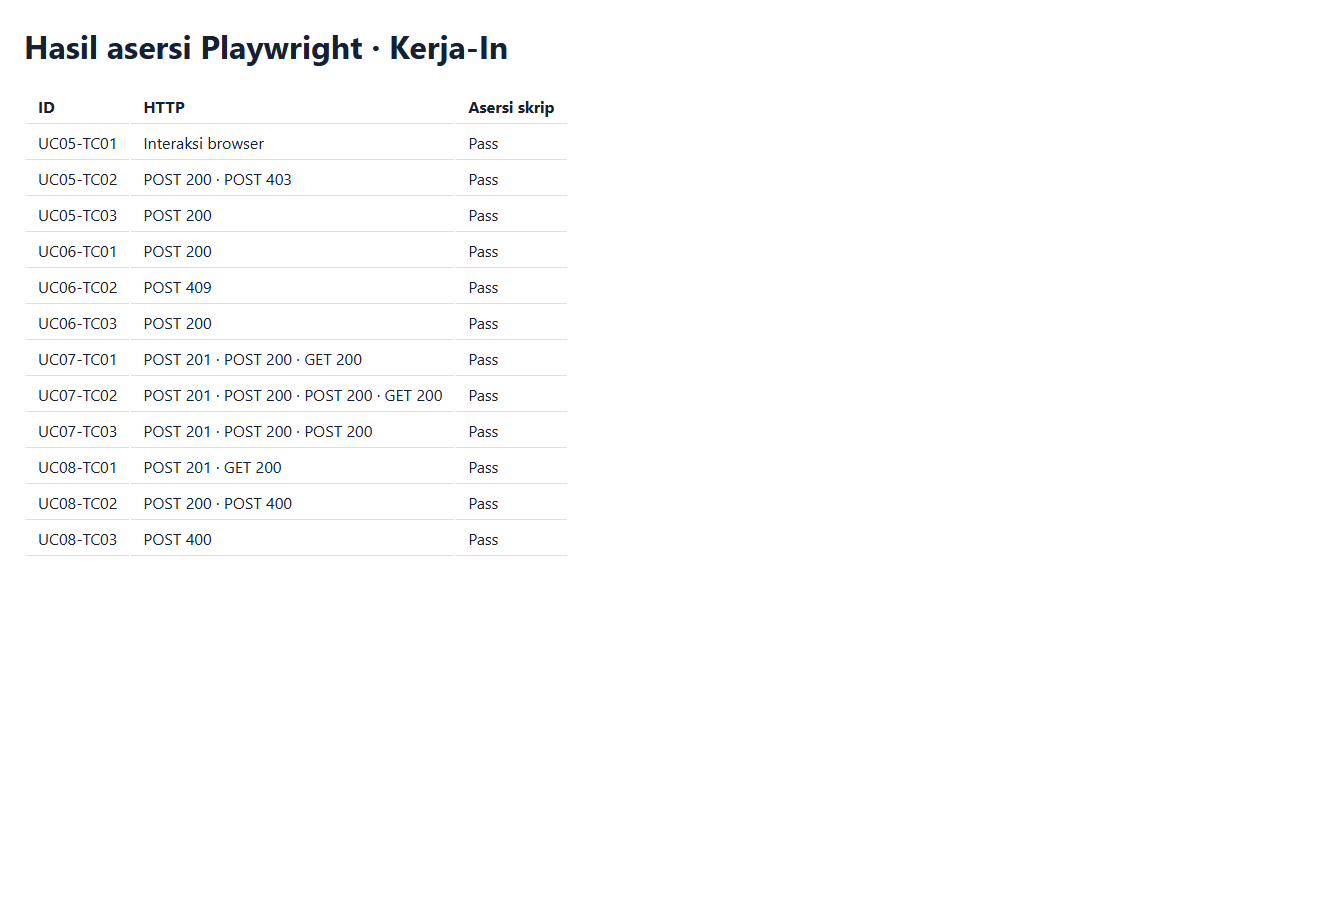 Hasil asersi Playwright · Kerja-In
ID HTTP Asersi skrip
UC05-TC01 Interaksi browser Pass
UC05-TC02 POST 200 · POST 403 Pass
UC05-TC03 POST 200 Pass
UC06-TC01 POST 200 Pass
UC06-TC02 POST 409 Pass
UC06-TC03 POST 200 Pass
UC07-TC01 POST 201 · POST 200 · GET 200 Pass
UC07-TC02 POST 201 · POST 200 · POST 200 · GET 200 Pass
UC07-TC03 POST 201 · POST 200 · POST 200 Pass
UC08-TC01 POST 201 · GET 200 Pass
UC08-TC02 POST 200 · POST 400 Pass
UC08-TC03 POST 400 Pass